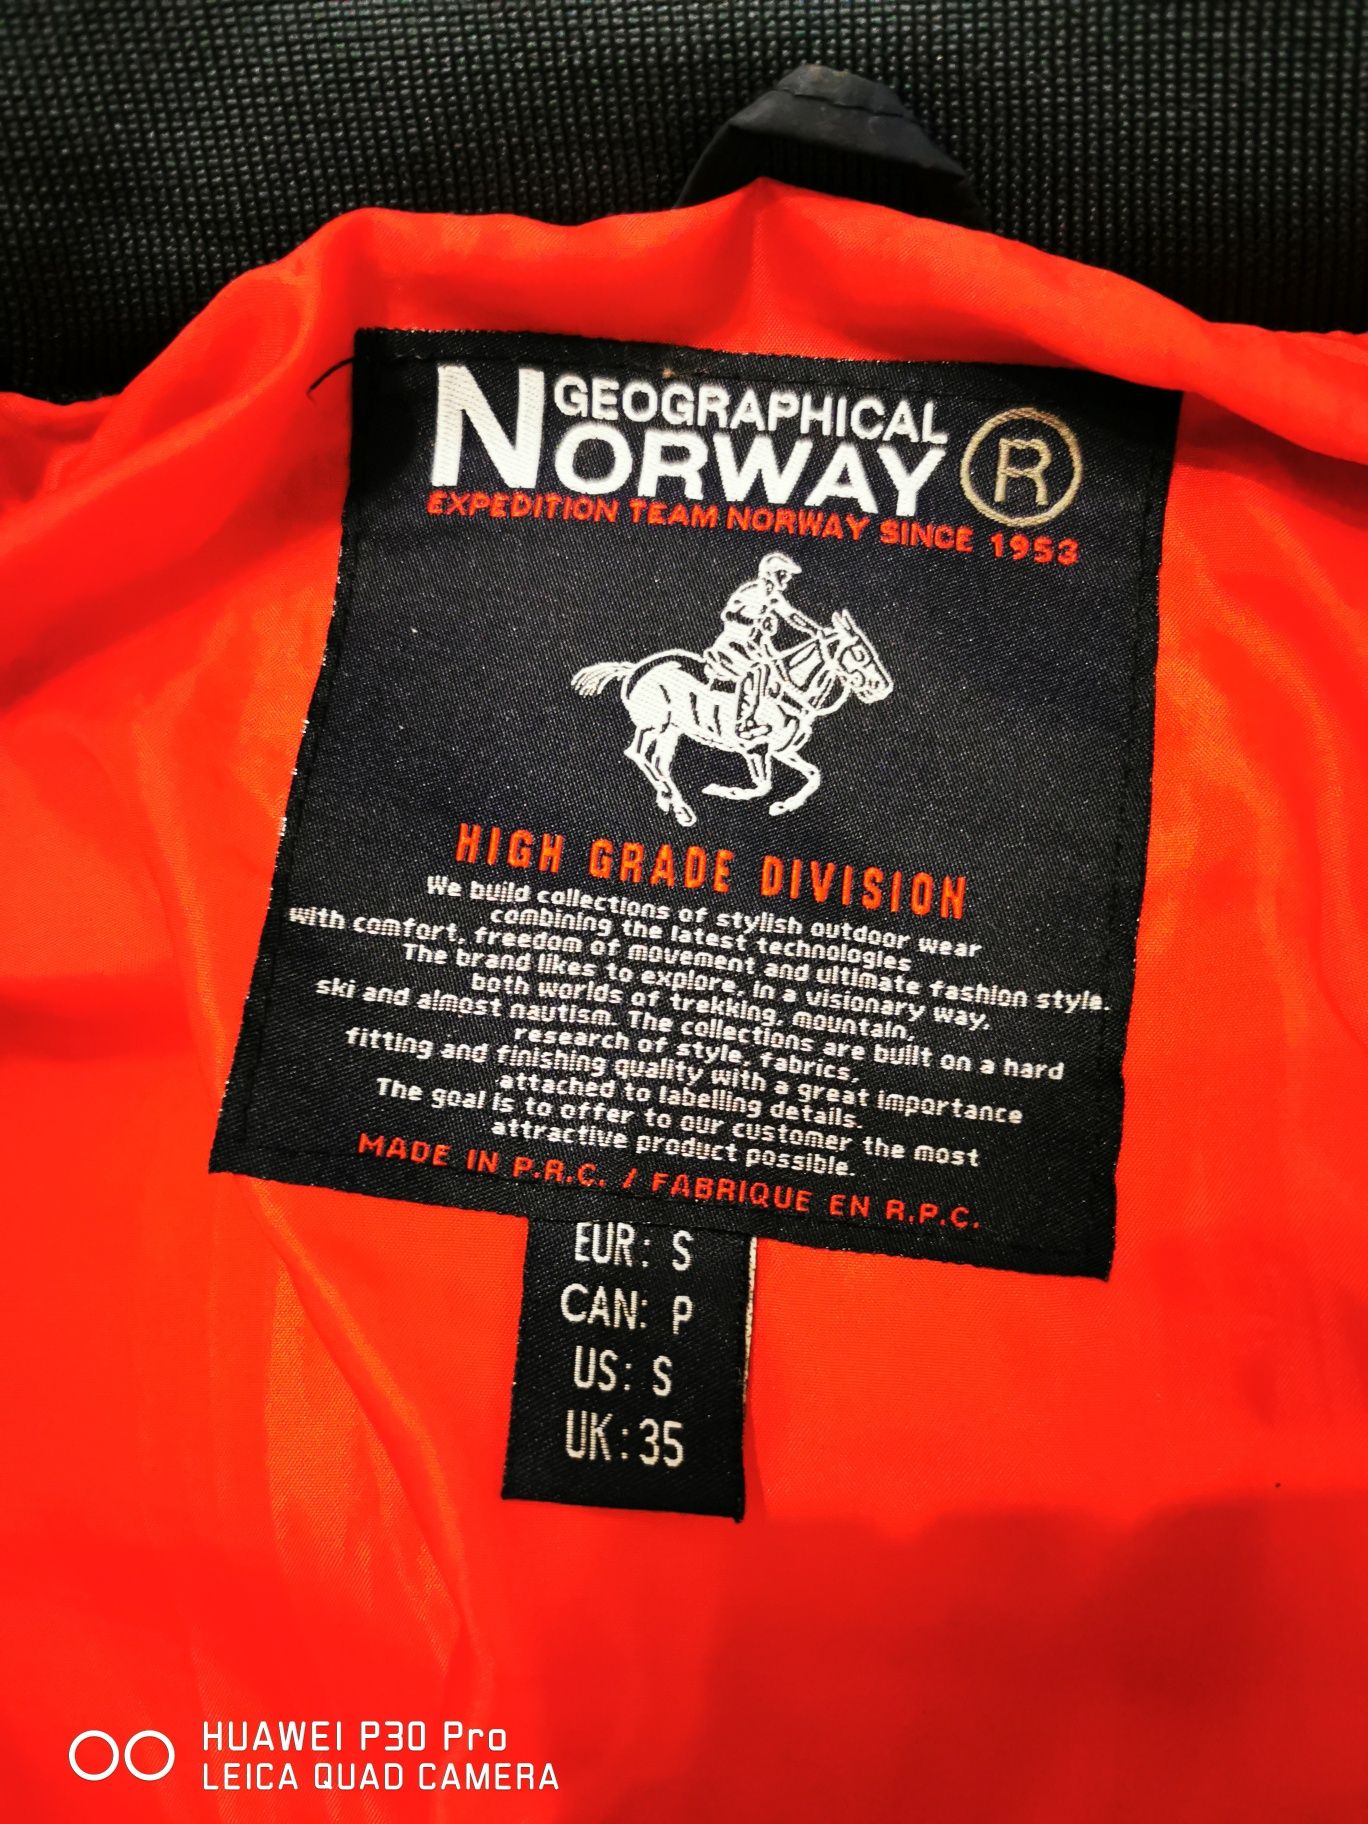 GEOGRAPHICAL
NORWAY ®
EXPEDITION TEAM NORWAY SINCE 1953
HIGH GRADE DIVISION
We build collections of stylish outdoor wear
combining the latest technologies
with comfort, freedom of movement and ultimate fashion style.
The brand likes to explore, in a visionary way,
both worlds of trekking, mountain,
ski and almost nautism. The collections are built on a hard
research of style, fabrics,
fitting and finishing quality with a great importance
attached to labelling details.
The goal is to offer to our customer the most
attractive product possible.
MADE IN P.R.C. / FABRIQUE EN R.P.C.
EUR: S
CAN: P
US: S
UK: 35
HUAWEI P30 Pro
LEICA QUAD CAMERA